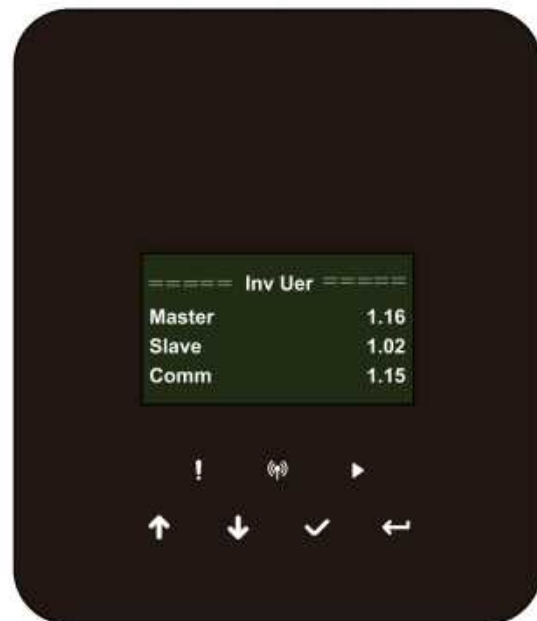 ===== Inv Uer =====
Master 1.16
Slave 1.02
Comm 1.15